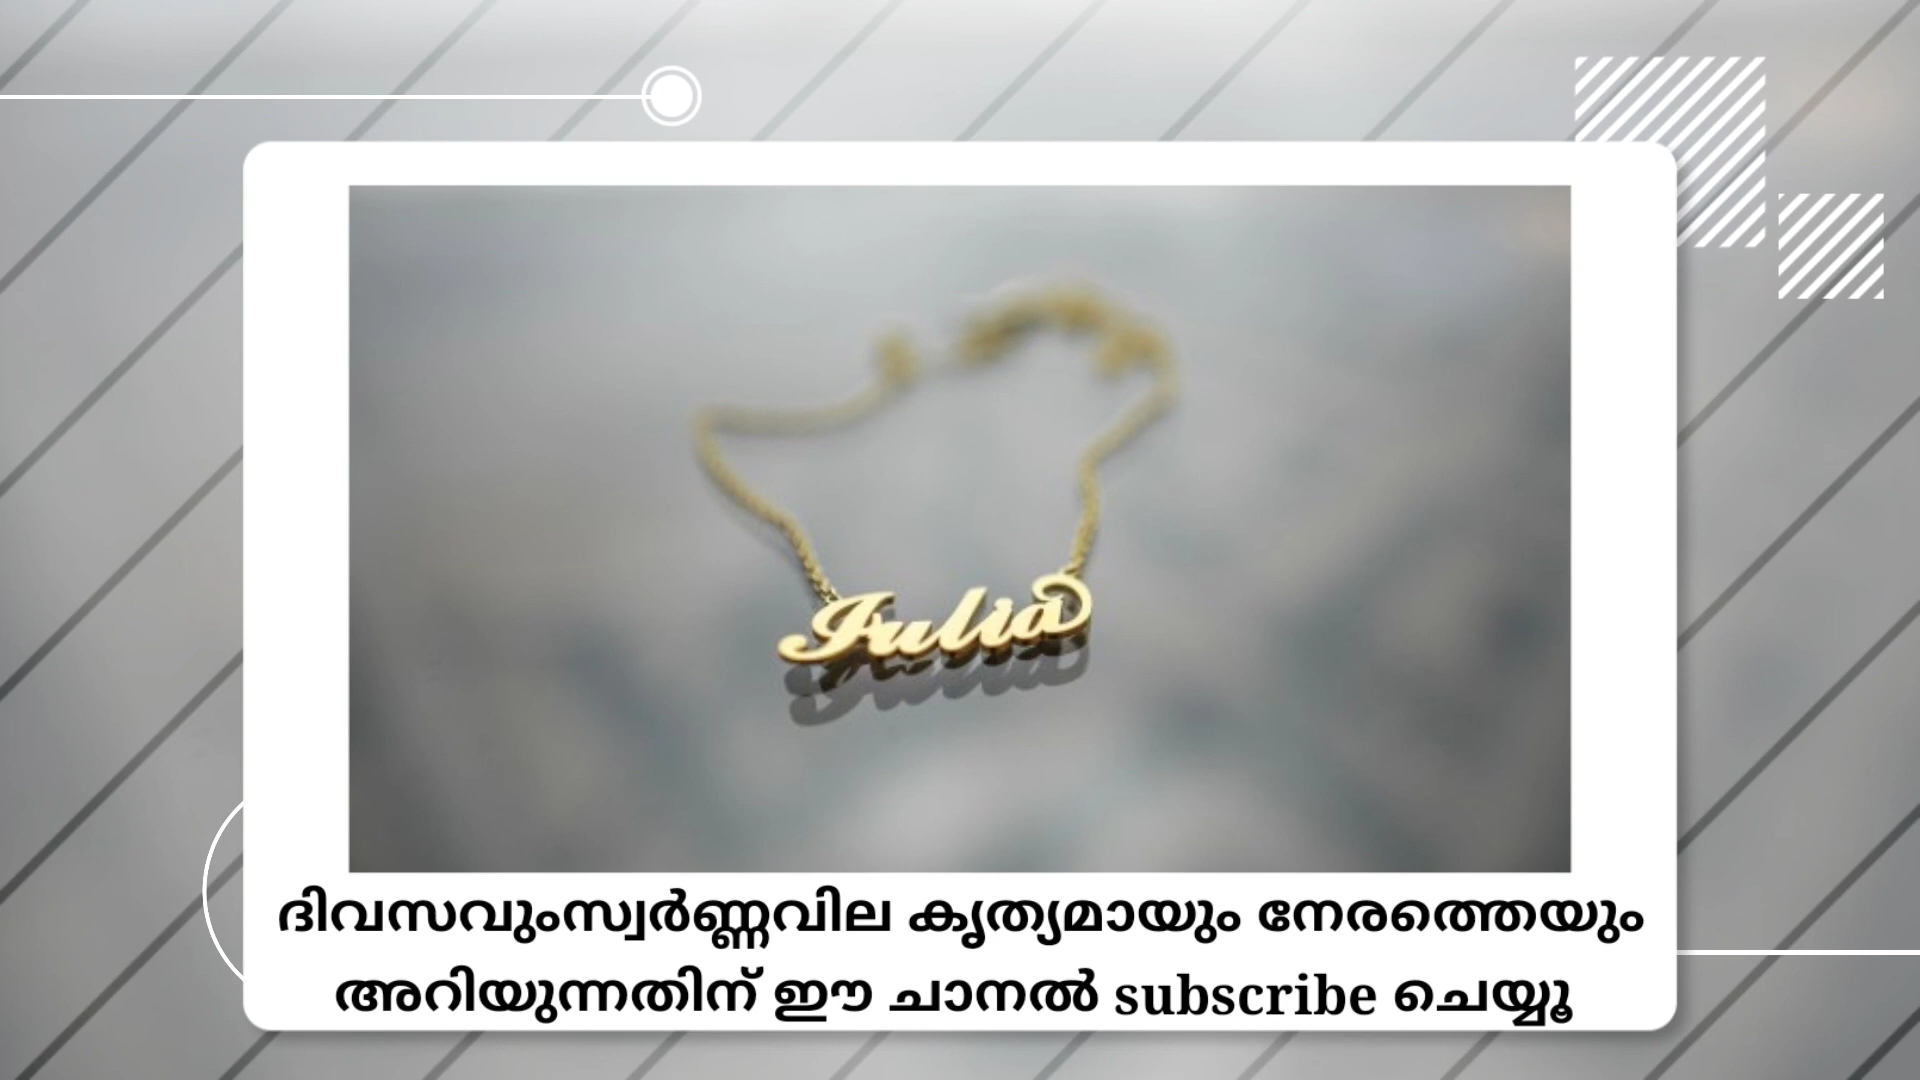 Julia
ദിവസവുംസ്വർണ്ണവില കൃത്യമായും നേരത്തെയും
അറിയുന്നതിന് ഈ ചാനൽ subscribe ചെയ്യൂ